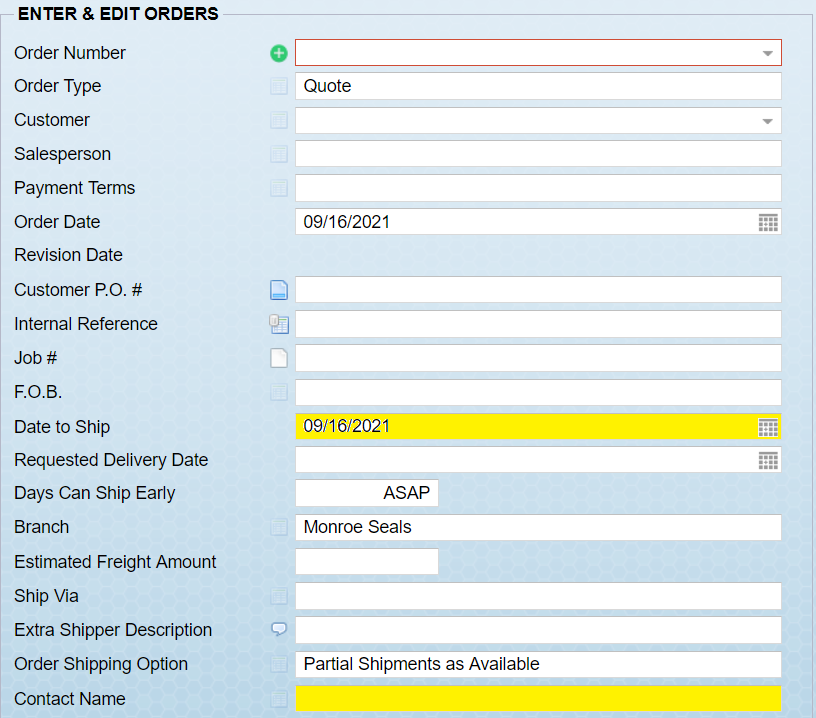 ENTER & EDIT ORDERS
Order Number
Order Type Quote
Customer
Salesperson
Payment Terms
Order Date 09/16/2021
Revision Date
Customer P.O. #
Internal Reference
Job #
F.O.B.
Date to Ship 09/16/2021
Requested Delivery Date
Days Can Ship Early ASAP
Branch Monroe Seals
Estimated Freight Amount
Ship Via
Extra Shipper Description
Order Shipping Option Partial Shipments as Available
Contact Name